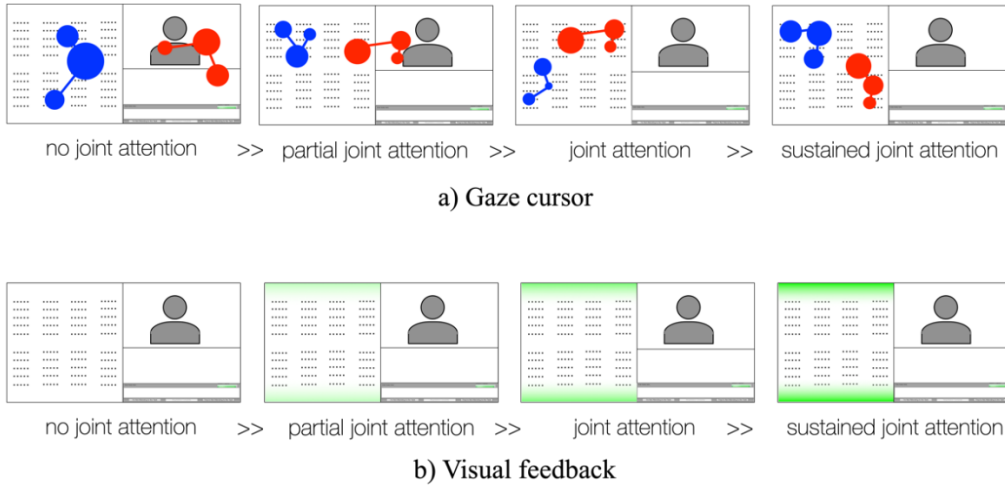 no joint attention >> partial joint attention >> joint attention >> sustained joint attention
a) Gaze cursor
no joint attention >> partial joint attention >> joint attention >> sustained joint attention
b) Visual feedback